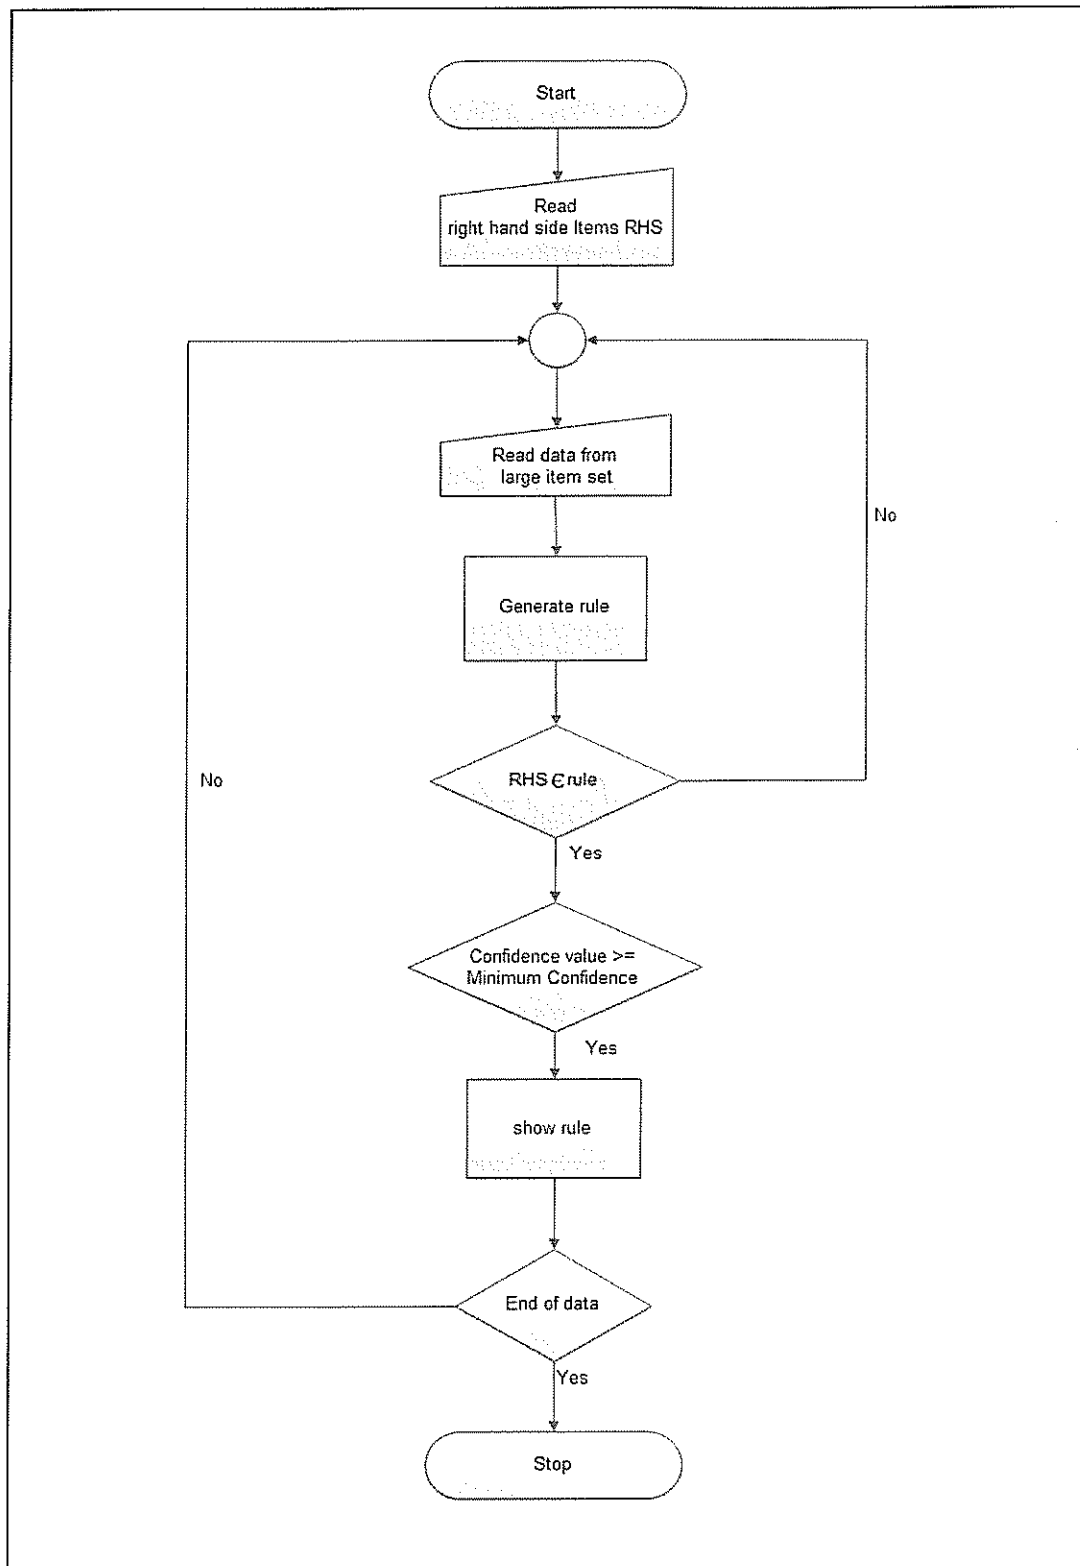 Start
Read
right hand side Items RHS
Read data from
large item set
No
Generate rule
RHS Є rule
No
Yes
Confidence value >=
Minimum Confidence
Yes
show rule
End of data
Yes
Stop